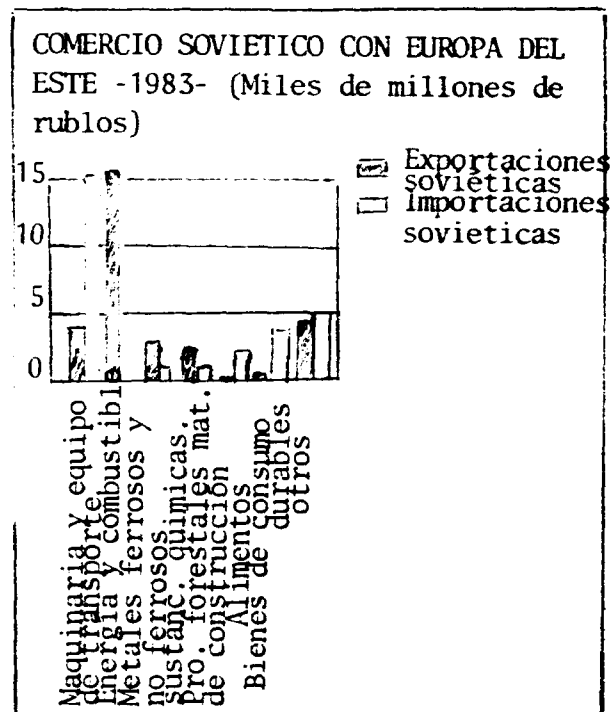 COMERCIO SOVIETICO CON EUROPA DEL
ESTE -1983- (Miles de millones de
rublos)
Exportaciones
soviéticas
Importaciones
sovieticas
15
10
5
0
Maquinaria y equipo
de transporte.
Energía y combustible
Metales ferrosos y
no ferrosos
sustanc. quimicas.
Pro. forestales mat.
de construcción
Alimentos
Bienes de consumo
durables
otros